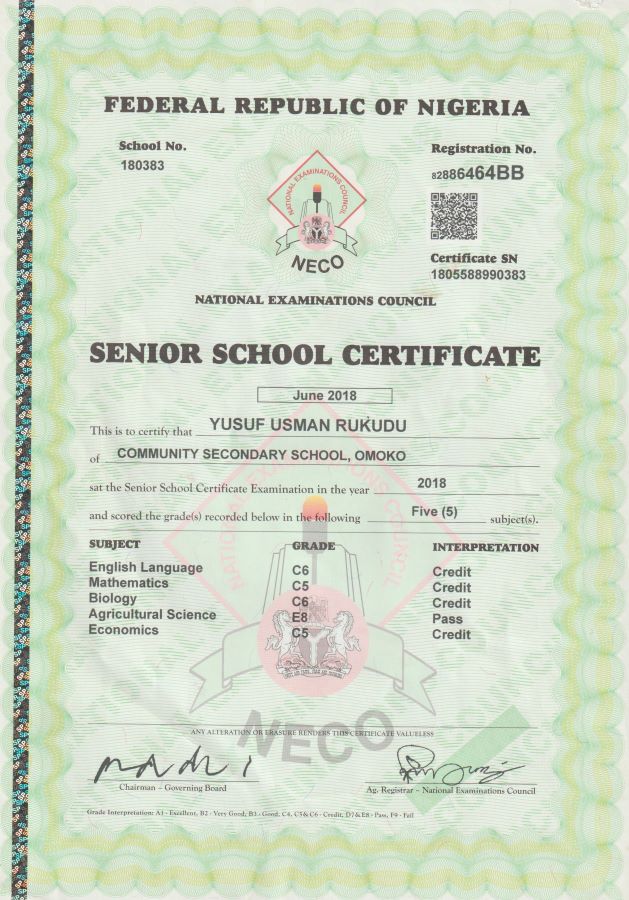 FEDERAL REPUBLIC OF NIGERIA
School No.
180383
Registration No.
82886464BB
NATIONAL EXAMINATIONS COUNCIL
NECO
Certificate SN
1805588990383
NATIONAL EXAMINATIONS COUNCIL
SENIOR SCHOOL CERTIFICATE
June 2018
This is to certify that YUSUF USMAN RUKUDU
of COMMUNITY SECONDARY SCHOOL, OMOKO
sat the Senior School Certificate Examination in the year 2018
and scored the grade(s) recorded below in the following Five (5) subject(s).
SUBJECT GRADE INTERPRETATION
English Language C6 Credit
Mathematics C5 Credit
Biology C6 Credit
Agricultural Science E8 Pass
Economics C5 Credit
NATIONAL EXAMINATIONS COUNCIL
NECO
ANY ALTERATION OR ERASURE RENDERS THIS CERTIFICATE VALUELESS
Chairman - Governing Board
Ag. Registrar - National Examinations Council
Grade Interpretation: A1 - Excellent, B2 - Very Good, B3 - Good, C4, C5 & C6 - Credit, D7 & E8 - Pass, F9 - Fail